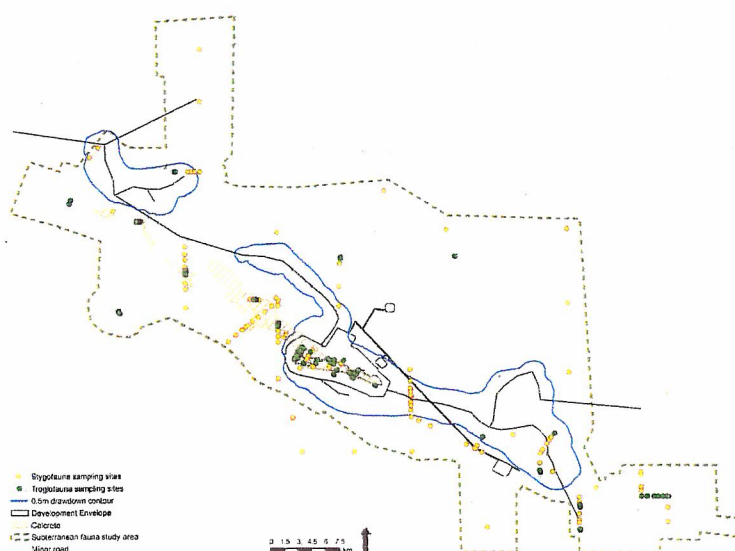 Stygofauna sampling sites
Troglofauna sampling sites
0.5m drawdown contour
Development Envelope
Calcrete
Subterranean fauna study area
Minor road
0 1.5 3 4.5 6 7.5
km